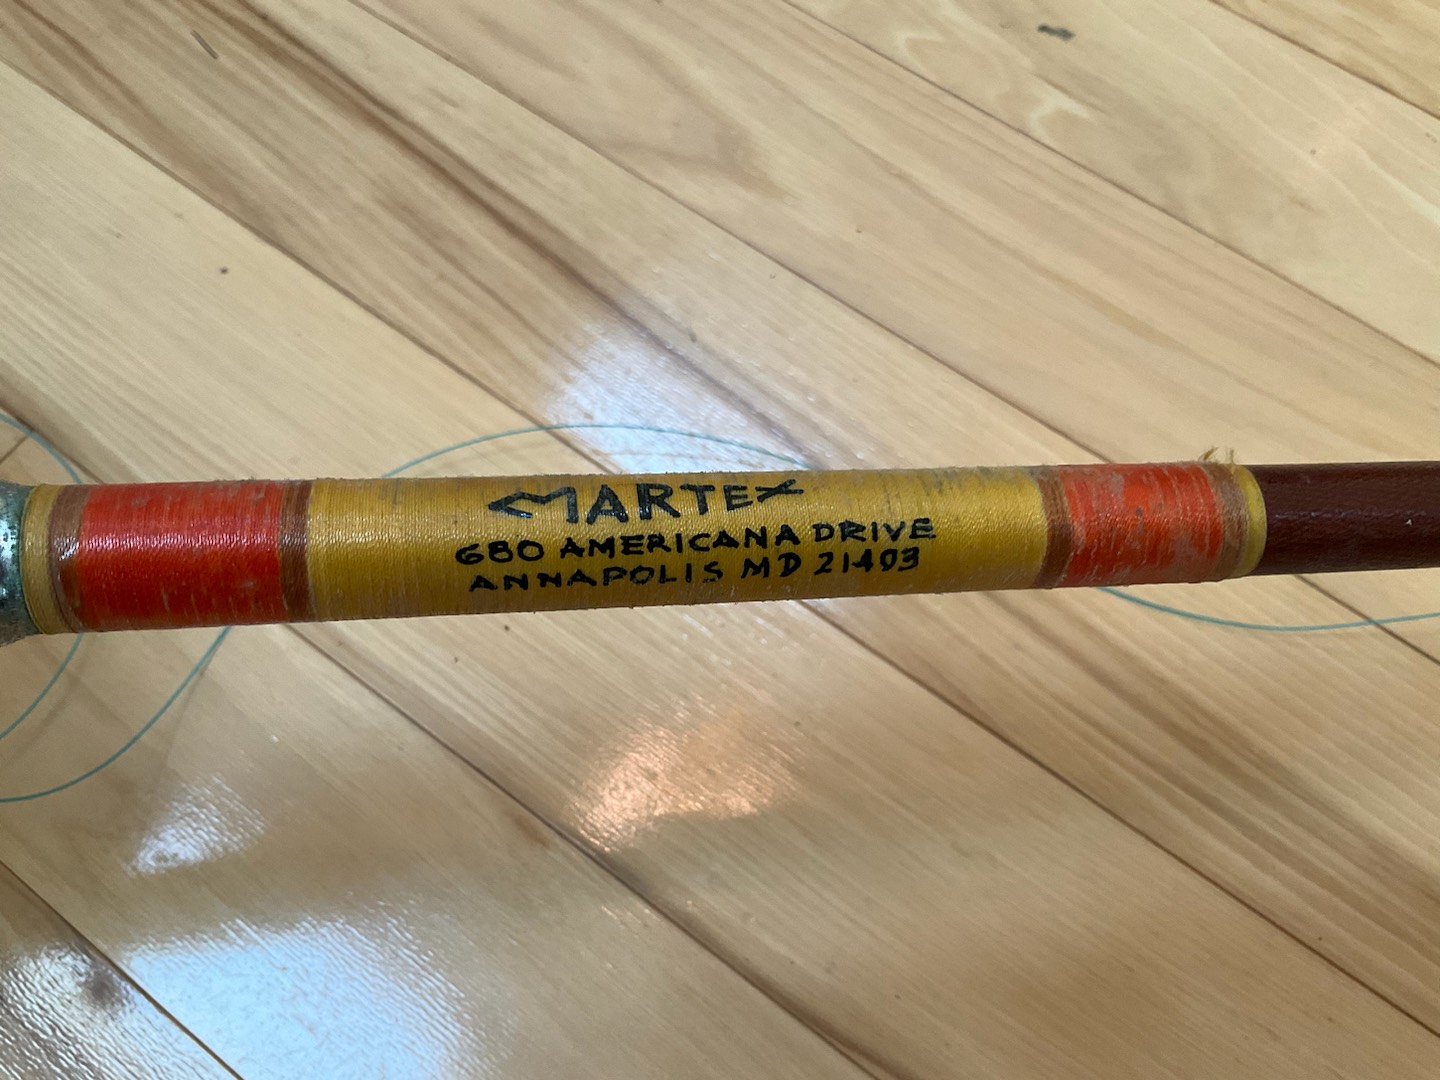 MARTEX
680 AMERICANA DRIVE
ANNAPOLIS MD 21403